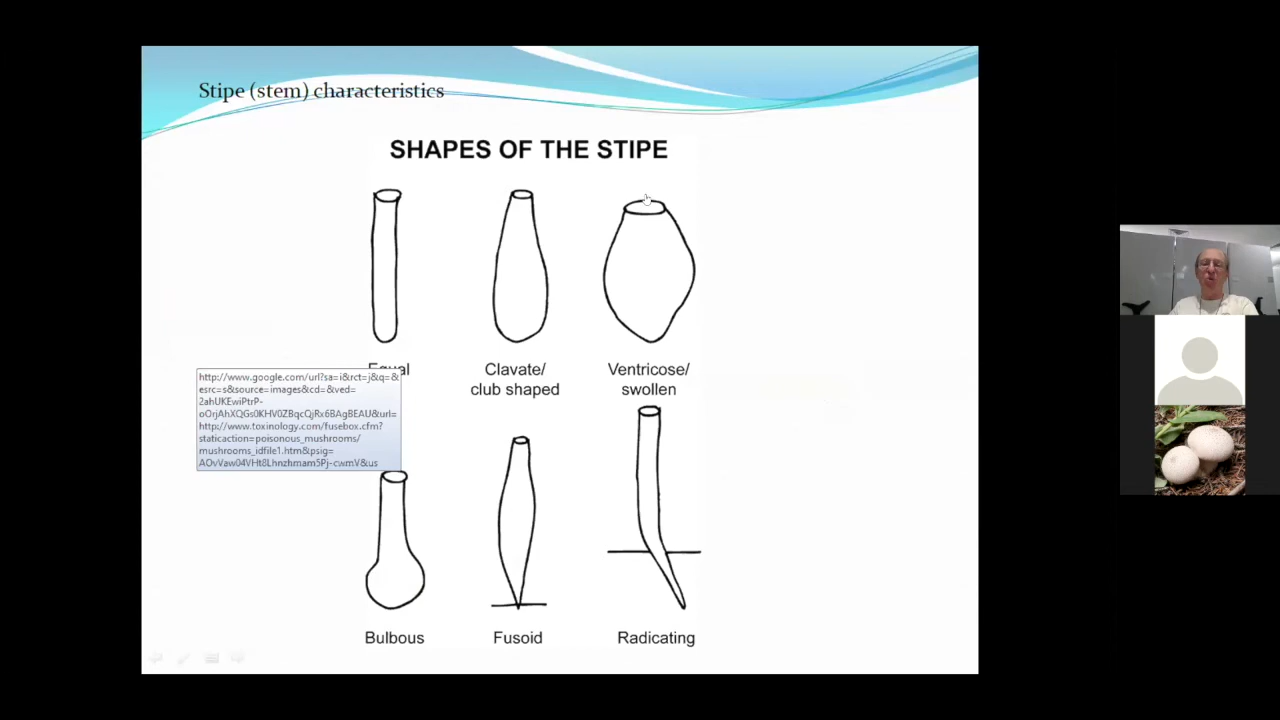 Stipe (stem) characteristics
SHAPES OF THE STIPE
Equal
Clavate/
club shaped
Ventricose/
swollen
http://www.google.com/url?sa=i&rct=j&q=&
esrc=s&source=images&cd=&ved=
2ahUKEwiPtrP-
oOrjAhXQGs0KHV0ZBqcQjRx6BAgBEAU&url=
http://www.toxinology.com/fusebox.cfm?
staticaction=poisonous_mushrooms/
mushrooms_idfile1.htm&psig=
AOvVaw04VHt8Lhnzhmam5Pj-cwmV&us
Bulbous
Fusoid
Radicating